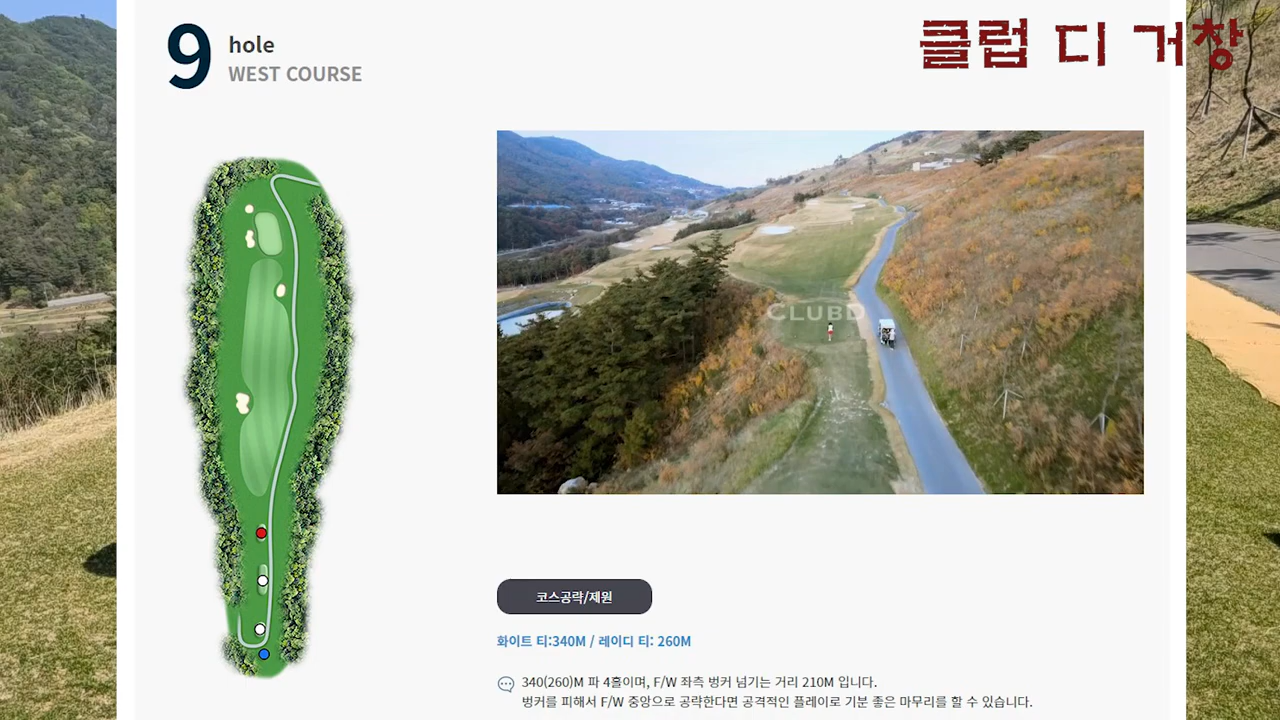 9
hole
WEST COURSE
클럽 디 거창
CLUBD
코스공략/제원
화이트 티:340M / 레이디 티: 260M
340(260)M 파 4홀이며, F/W 좌측 벙커 넘기는 거리 210M 입니다.
벙커를 피해서 F/W 중앙으로 공략한다면 공격적인 플레이로 기분 좋은 마무리를 할 수 있습니다.